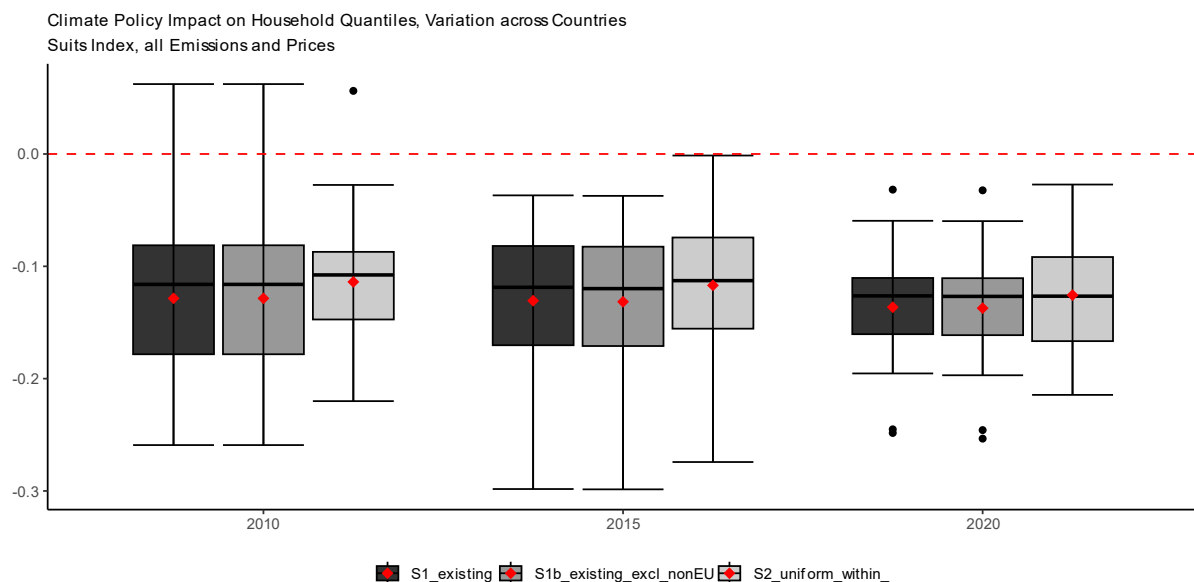 Climate Policy Impact on Household Quantiles, Variation across Countries
Suits Index, all Emissions and Prices
0.0
-0.1
-0.2
-0.3
2010 2015 2020
S1_existing S1b_existing_excl_nonEU S2_uniform_within_